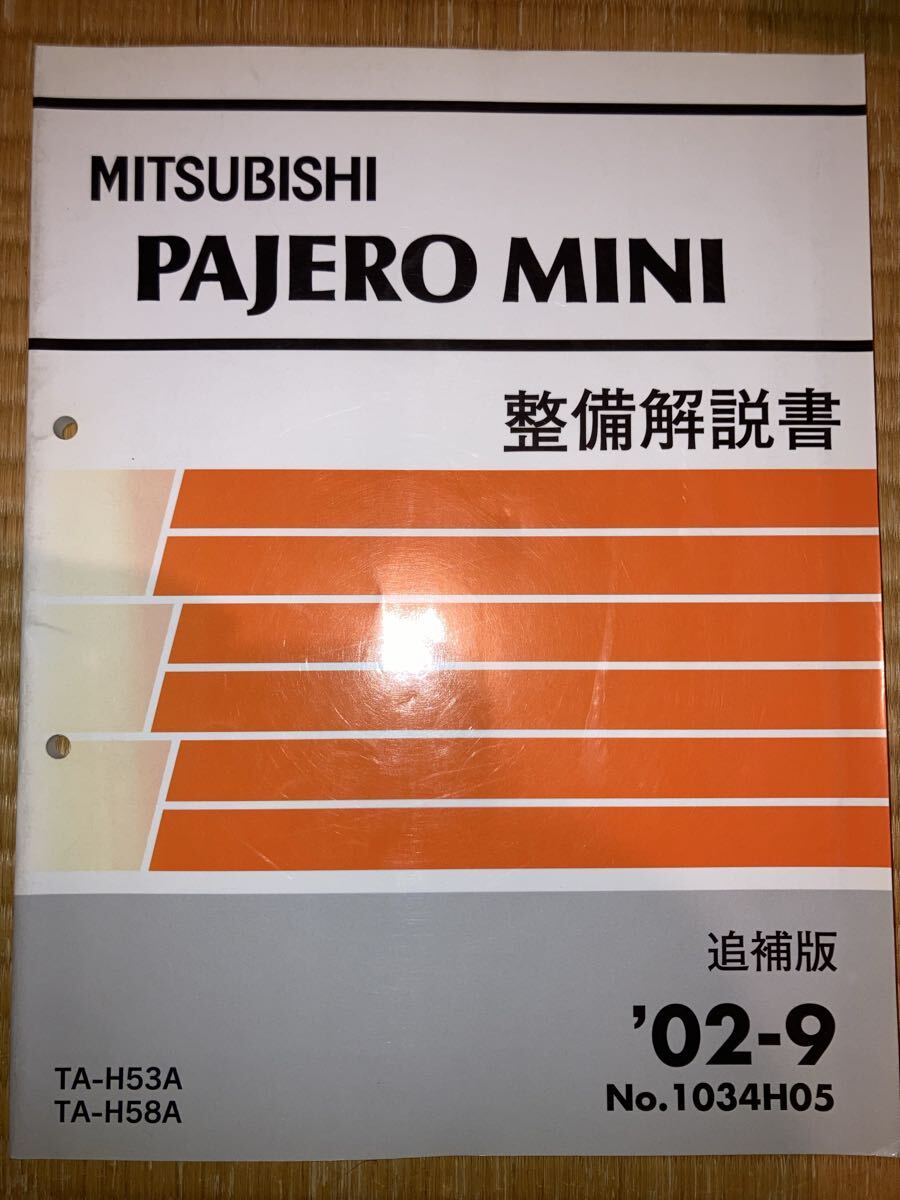 MITSUBISHI
PAJERO MINI
整備解説書
追補版
'02-9
No.1034H05
TA-H53A
TA-H58A